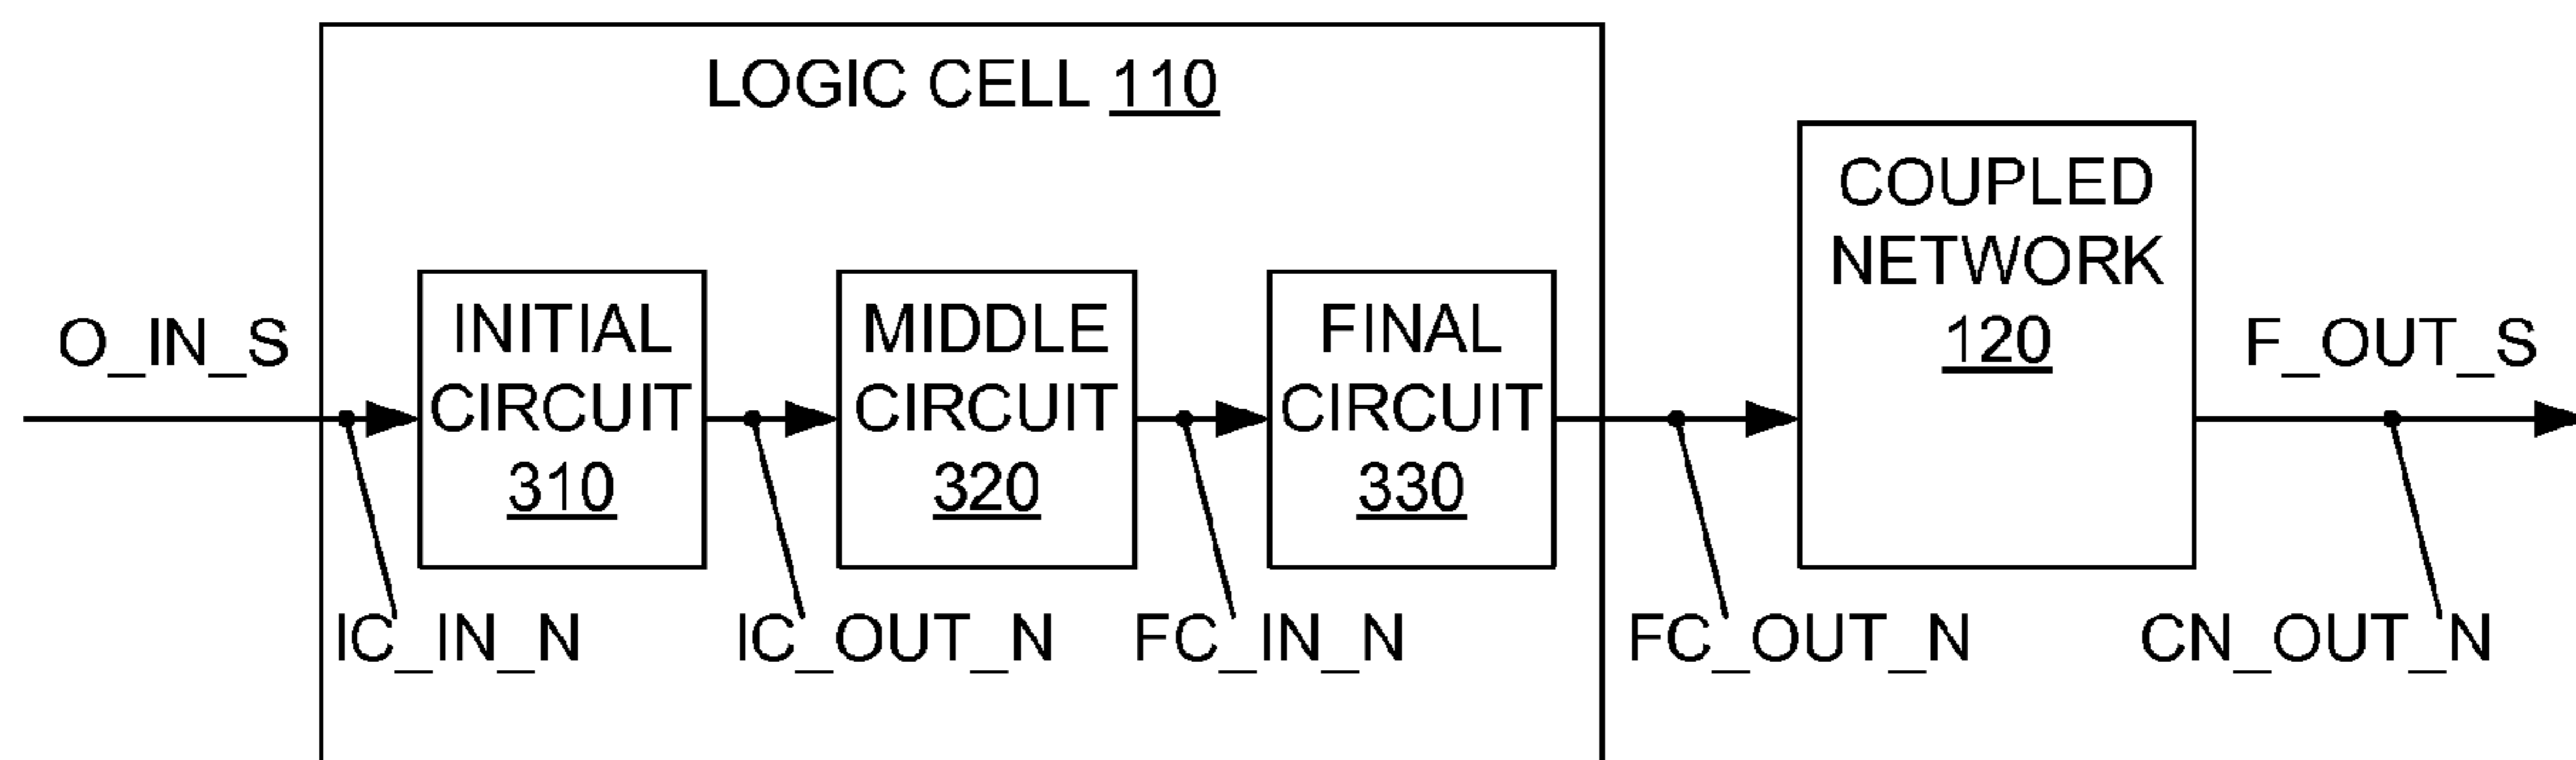 LOGIC CELL 110
COUPLED
NETWORK
120
O_IN_S
INITIAL
CIRCUIT
310
MIDDLE
CIRCUIT
320
FINAL
CIRCUIT
330
F_OUT_S
IC_IN_N
IC_OUT_N
FC_IN_N
FC_OUT_N
CN_OUT_N